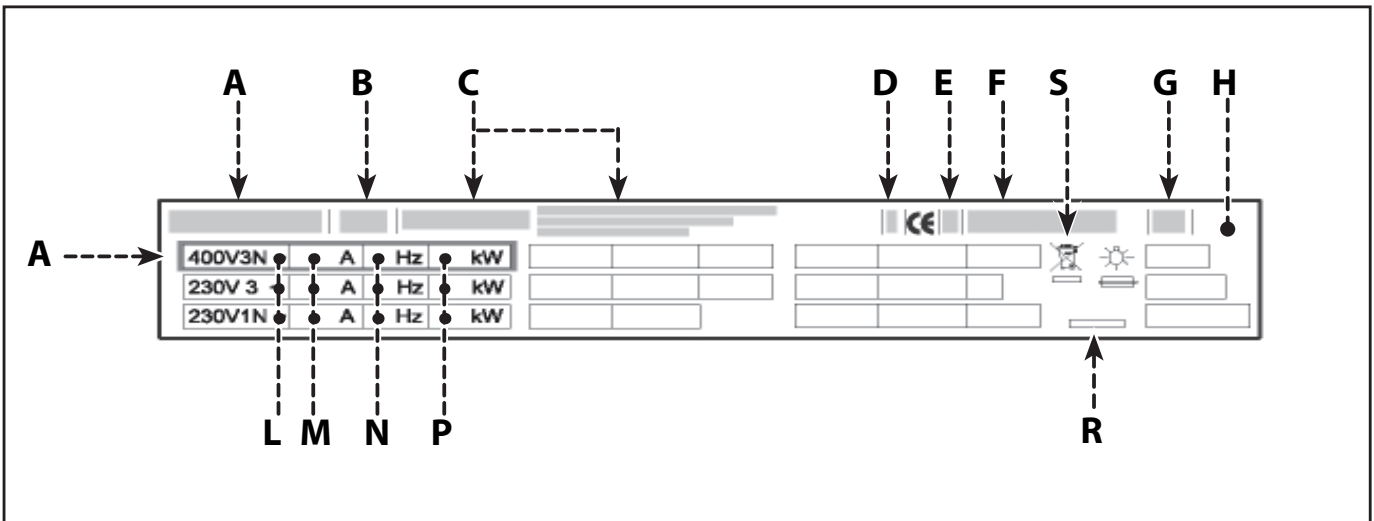 A B C D E F S G H
CE
A
400V3N A Hz kW
230V 3 A Hz kW
230V1N A Hz kW
L M N P R